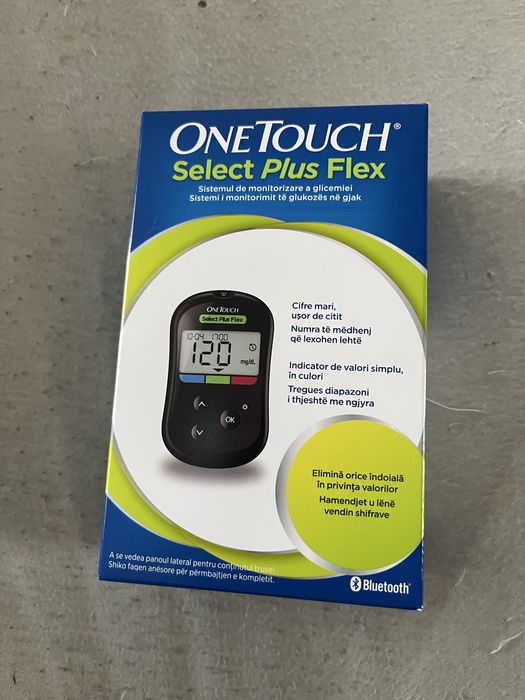 ONETOUCH®
Select Plus Flex
Sistemul de monitorizare a glicemiei
Sistemi i monitorimit të glukozës në gjak
ONETOUCH
Select Plus Flex
10:04 17:00
120
mg/dL
OK
Cifre mari,
ușor de citit
Numra të mëdhenj
që lexohen lehtë
Indicator de valori simplu,
în culori
Tregues diapazoni
i thjeshtë me ngjyra
Elimină orice îndoială
în privința valorilor
Hamendjet u lënë
vendin shifrave
A se vedea panoul lateral pentru conținutul trusei.
Shiko faqen anësore për përmbajtjen e kompletit.
Bluetooth®